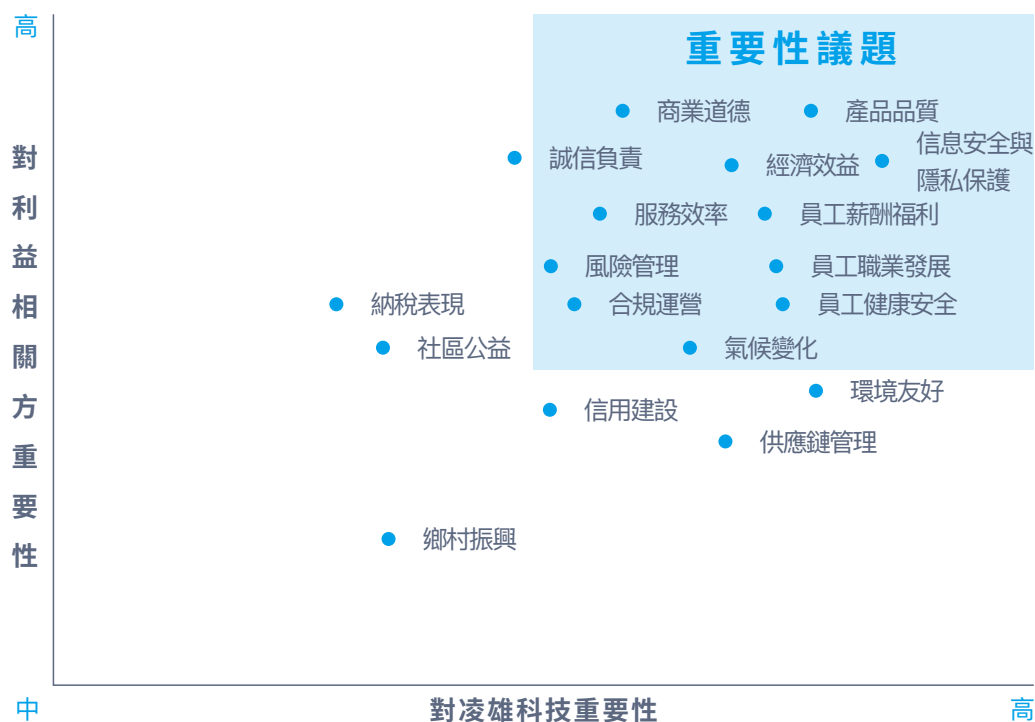 高
重要性議題
商業道德
產品品質
誠信負責
經濟效益
信息安全與
隱私保護
服務效率
員工薪酬福利
風險管理
員工職業發展
納稅表現
合規運營
員工健康安全
社區公益
氣候變化
環境友好
信用建設
供應鏈管理
鄉村振興
對利益相關方重要性
中
對凌雄科技重要性
高